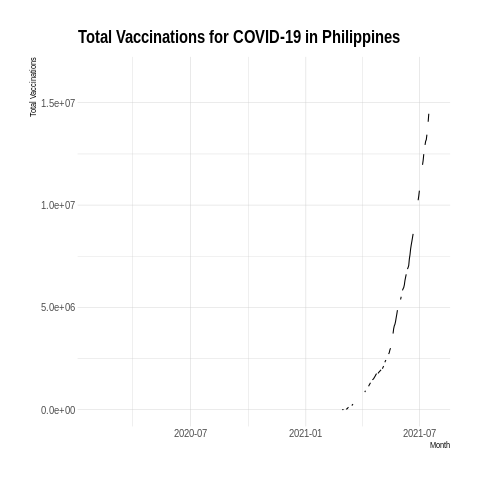 Total Vaccinations for COVID-19 in Philippines
Total Vaccinations
1.5e+07
1.0e+07
5.0e+06
0.0e+00
2020-07
2021-01
2021-07
Month